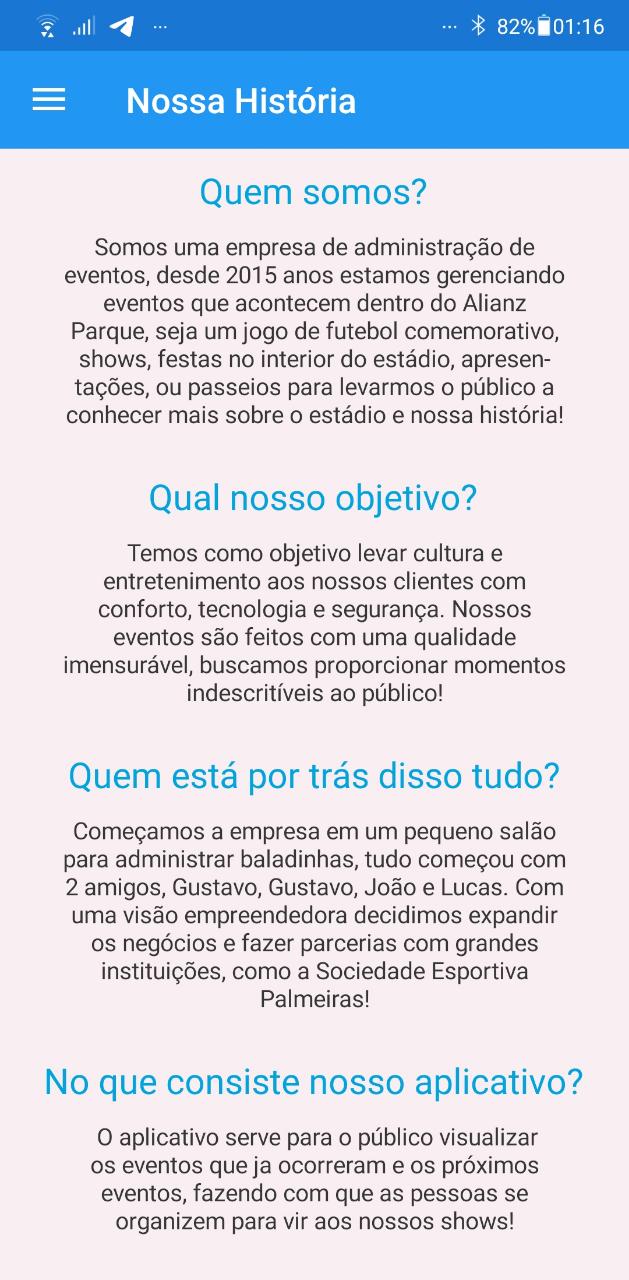 82% 01:16
Nossa História
Quem somos?
Somos uma empresa de administração de
eventos, desde 2015 anos estamos gerenciando
eventos que acontecem dentro do Alianz
Parque, seja um jogo de futebol comemorativo,
shows, festas no interior do estádio, apresen-
tações, ou passeios para levarmos o público a
conhecer mais sobre o estádio e nossa história!
Qual nosso objetivo?
Temos como objetivo levar cultura e
entretenimento aos nossos clientes com
conforto, tecnologia e segurança. Nossos
eventos são feitos com uma qualidade
imensurável, buscamos proporcionar momentos
indescritíveis ao público!
Quem está por trás disso tudo?
Começamos a empresa em um pequeno salão
para administrar baladinhas, tudo começou com
2 amigos, Gustavo, Gustavo, João e Lucas. Com
uma visão empreendedora decidimos expandir
os negócios e fazer parcerias com grandes
instituições, como a Sociedade Esportiva
Palmeiras!
No que consiste nosso aplicativo?
O aplicativo serve para o público visualizar
os eventos que ja ocorreram e os próximos
eventos, fazendo com que as pessoas se
organizem para vir aos nossos shows!